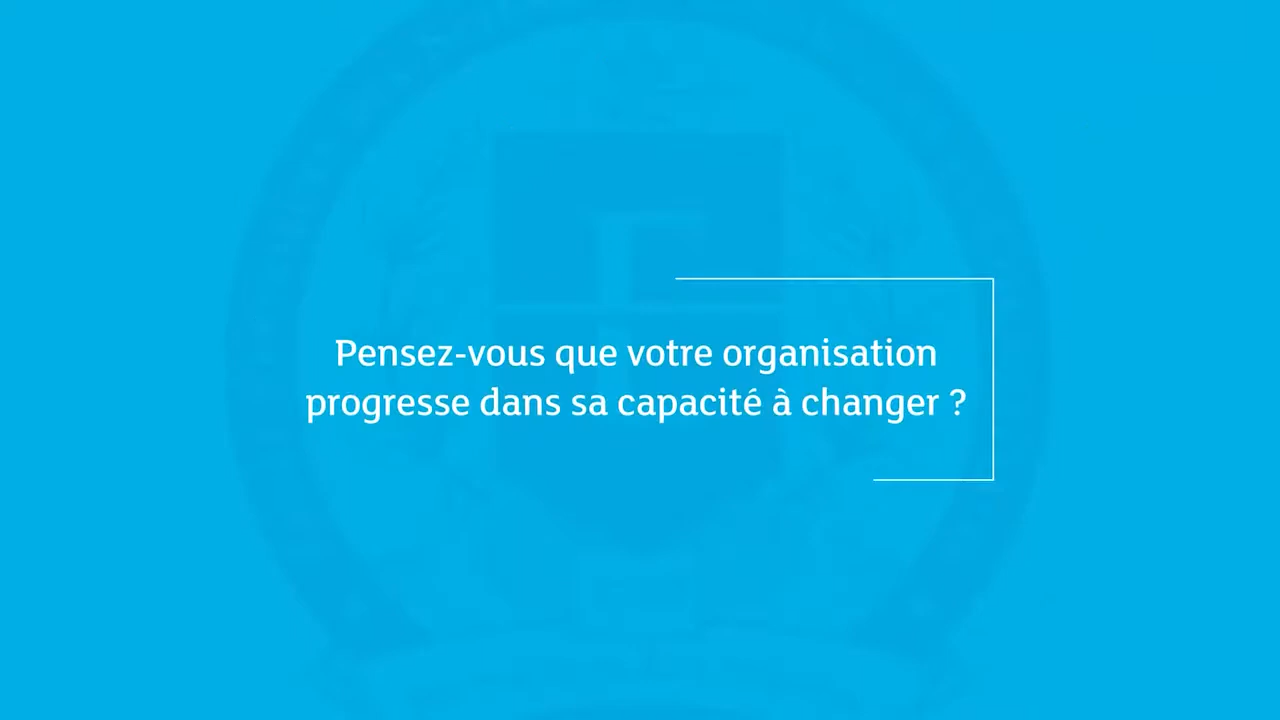 Pensez-vous que votre organisation
progresse dans sa capacité à changer ?